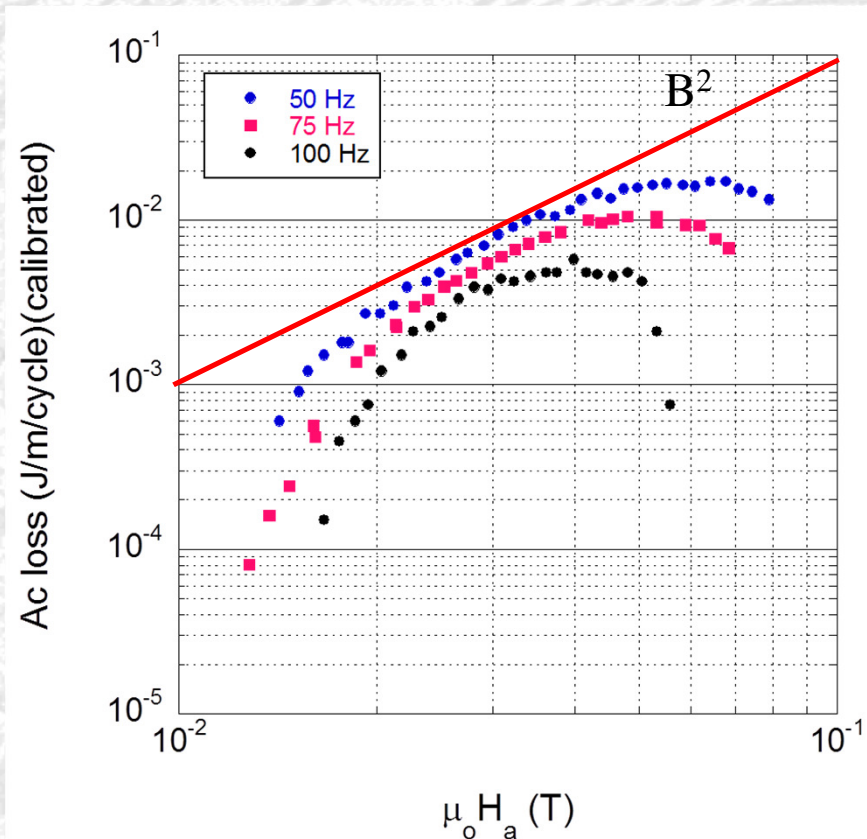 10⁻¹
B²
50 Hz
75 Hz
100 Hz
10⁻²
10⁻³
10⁻⁴
10⁻⁵
Ac loss (J/m/cycle)(calibrated)
10⁻²
10⁻¹
μₒHₐ (T)